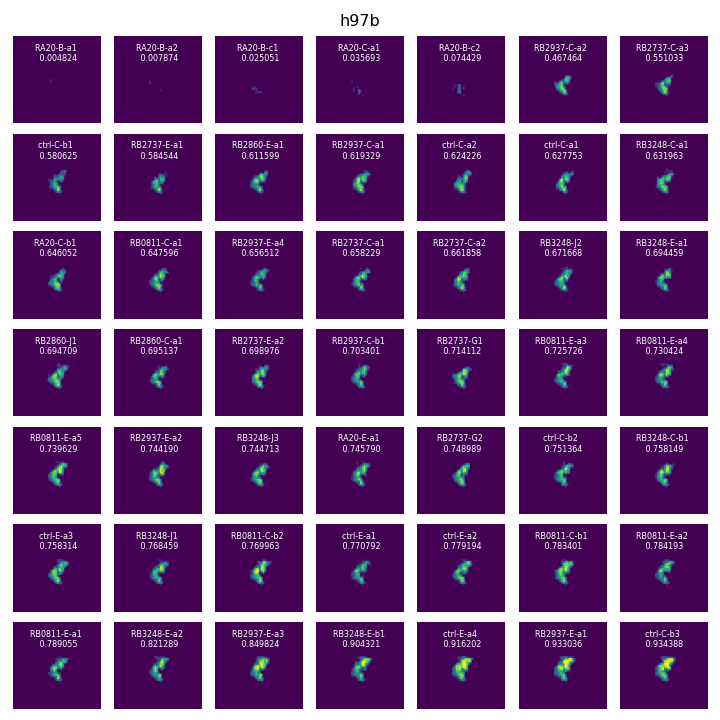 h97b
RA20-B-a1
0.004824
RA20-B-a2
0.007874
RA20-B-c1
0.025051
RA20-C-a1
0.035693
RA20-B-c2
0.074429
RB2937-C-a2
0.467464
RB2737-C-a3
0.551033
ctrl-C-b1
0.580625
RB2737-E-a1
0.584544
RB2860-E-a1
0.611599
RB2937-C-a1
0.619329
ctrl-C-a2
0.624226
ctrl-C-a1
0.627753
RB3248-C-a1
0.631963
RA20-C-b1
0.646052
RB0811-C-a1
0.647596
RB2937-E-a4
0.656512
RB2737-C-a1
0.658229
RB2737-C-a2
0.661858
RB3248-J2
0.671668
RB3248-E-a1
0.694459
RB2860-J1
0.694709
RB2860-C-a1
0.695137
RB2737-E-a2
0.698976
RB2937-C-b1
0.703401
RB2737-G1
0.714112
RB0811-E-a3
0.725726
RB0811-E-a4
0.730424
RB0811-E-a5
0.739629
RB2937-E-a2
0.744190
RB3248-J3
0.744713
RA20-E-a1
0.745790
RB2737-G2
0.748989
ctrl-C-b2
0.751364
RB3248-C-b1
0.758149
ctrl-E-a3
0.758314
RB3248-J1
0.768459
RB0811-C-b2
0.769963
ctrl-E-a1
0.770792
ctrl-E-a2
0.779194
RB0811-C-b1
0.783401
RB0811-E-a2
0.784193
RB0811-E-a1
0.789055
RB3248-E-a2
0.821289
RB2937-E-a3
0.849824
RB3248-E-b1
0.904321
ctrl-E-a4
0.916202
RB2937-E-a1
0.933036
ctrl-C-b3
0.934388